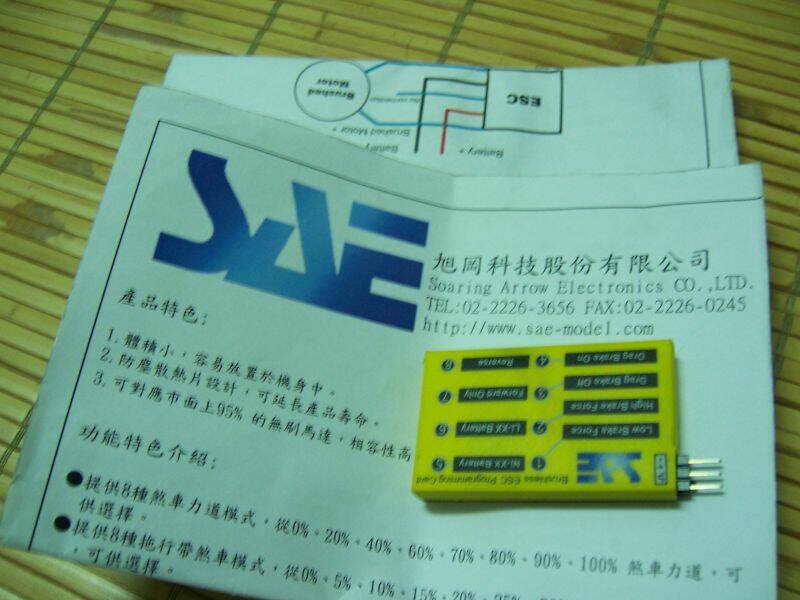 Brushed
Motor
ESC
No connection
Brushed Motor +
Battery
Battery +
SAE
旭岡科技股份有限公司
Soaring Arrow Electronics CO.,LTD.
TEL:02-2226-3656 FAX:02-2226-0245
http://www.sae-model.com
產品特色:
1. 體積小，容易放置於機身中。
2. 防塵散熱片設計，可延長產品壽命。
3. 可對應市面上95% 的無刷馬達，相容性高
功能特色介紹:
●提供8種煞車力道模式，從0%、20%、40%、60%、70%、80%、90%、100% 煞車力道，可
供選擇。
●提供8種拖行帶煞車模式，從0%、5%、10%、15%、20%、25%
，可供選擇。
SAE
Brushless ESC Programming Card
1 Low Brake Force
2 High Brake Force
3 Drag Brake Off
4 Drag Brake On
5 Ni-XX Battery
6 Li-XX Battery
7 Forward Only
8 Reverse